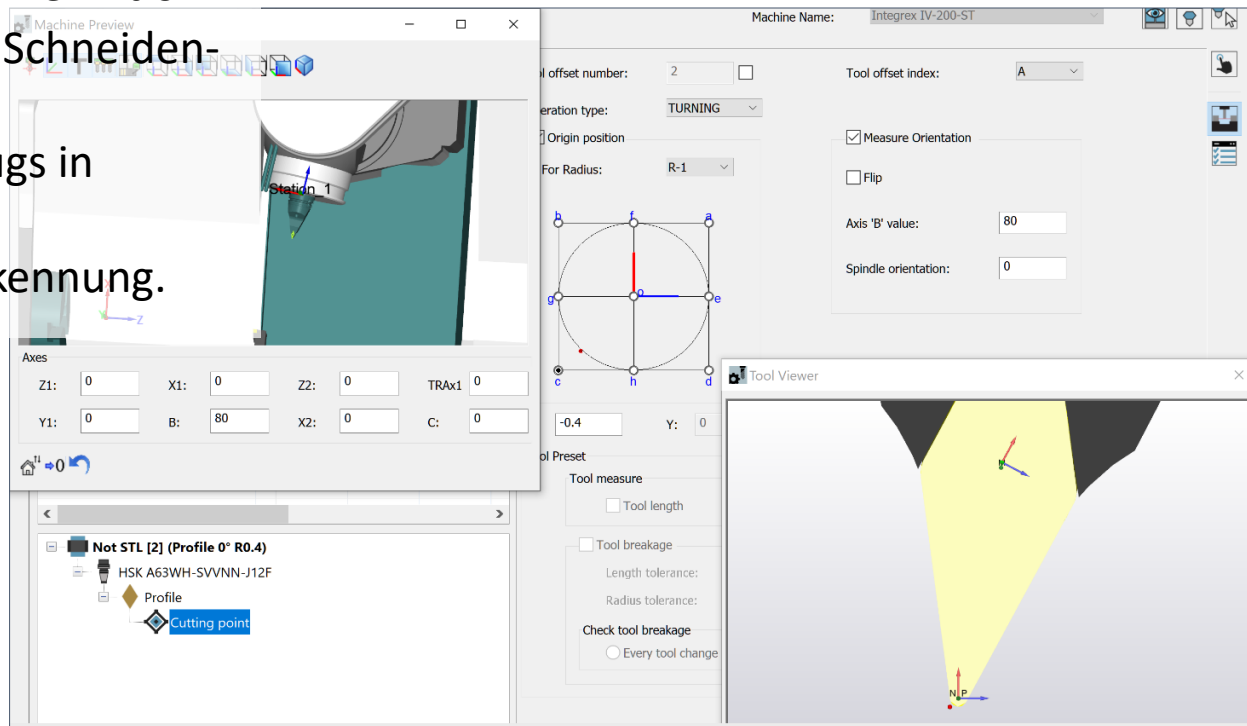 Machine Preview
Machine Name:
Integrex IV-200-ST
Schneiden-
offset number:
2
Tool offset index:
A
eration type:
TURNING
Origin position
Measure Orientation
ugs in
For Radius:
R-1
Flip
Station_1
Axis 'B' value:
80
b
f
a
Spindle orientation:
0
kennung.
g
o
e
X
Z
c
h
d
Axes
Z1:
0
X1:
0
Z2:
0
TRAx1
0
Y1:
0
B:
80
X2:
0
C:
0
-0.4
Y:
0
Tool Viewer
Preset
Tool measure
Tool length
Tool breakage
Length tolerance:
Radius tolerance:
Check tool breakage
Every tool change
Not STL [2] (Profile 0° R0.4)
HSK A63WH-SVVNN-J12F
Profile
Cutting point
N P